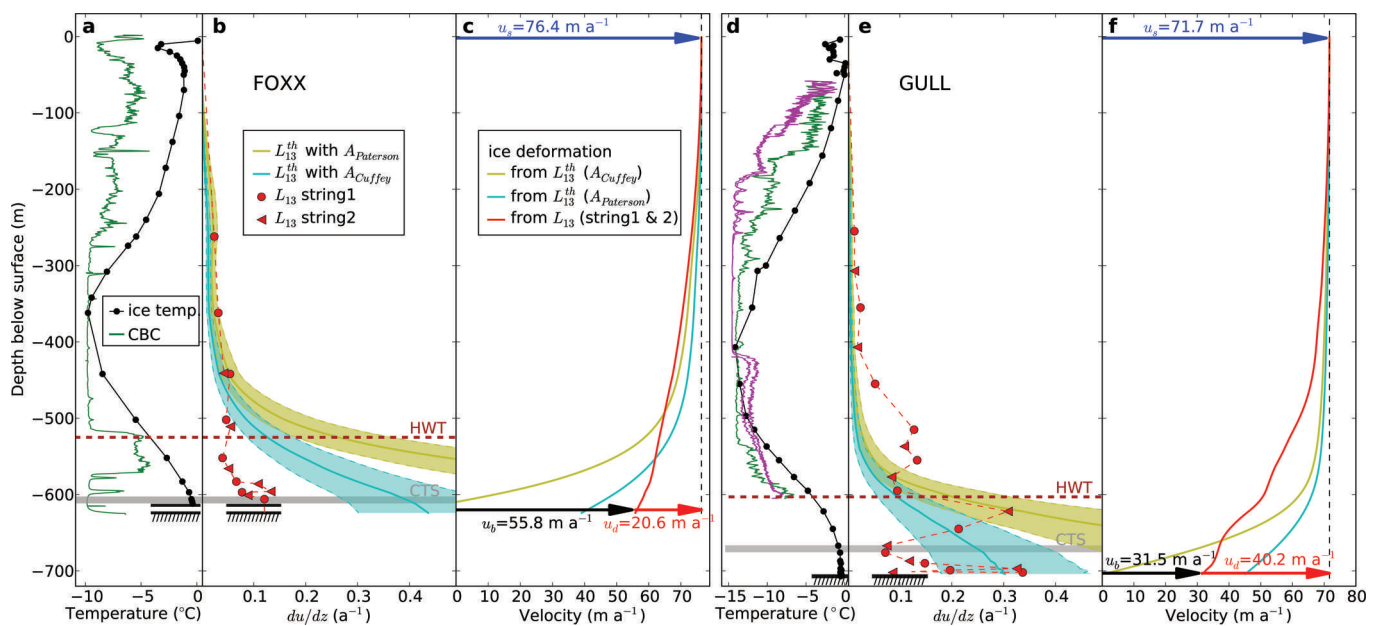 a
b
c
d
e
f
u_s=76.4 m a⁻¹
u_s=71.7 m a⁻¹
FOXX
GULL
L_13^th with A_Paterson
L_13^th with A_Cuffey
L_13 string1
L_13 string2
ice deformation
from L_13^th (A_Cuffey)
from L_13^th (A_Paterson)
from L_13 (string1 & 2)
ice temp.
CBC
HWT
CTS
HWT
CTS
u_b=55.8 m a⁻¹
u_d=20.6 m a⁻¹
u_b=31.5 m a⁻¹
u_d=40.2 m a⁻¹
Depth below surface (m)
0
−100
−200
−300
−400
−500
−600
−700
−10 −5 0
0.1 0.2 0.3 0.4
0 10 20 30 40 50 60 70
−15 −10 −5 0
0.1 0.2 0.3 0.4
0 10 20 30 40 50 60 70 80
Temperature (°C)
du/dz (a⁻¹)
Velocity (m a⁻¹)
Temperature (°C)
du/dz (a⁻¹)
Velocity (m a⁻¹)